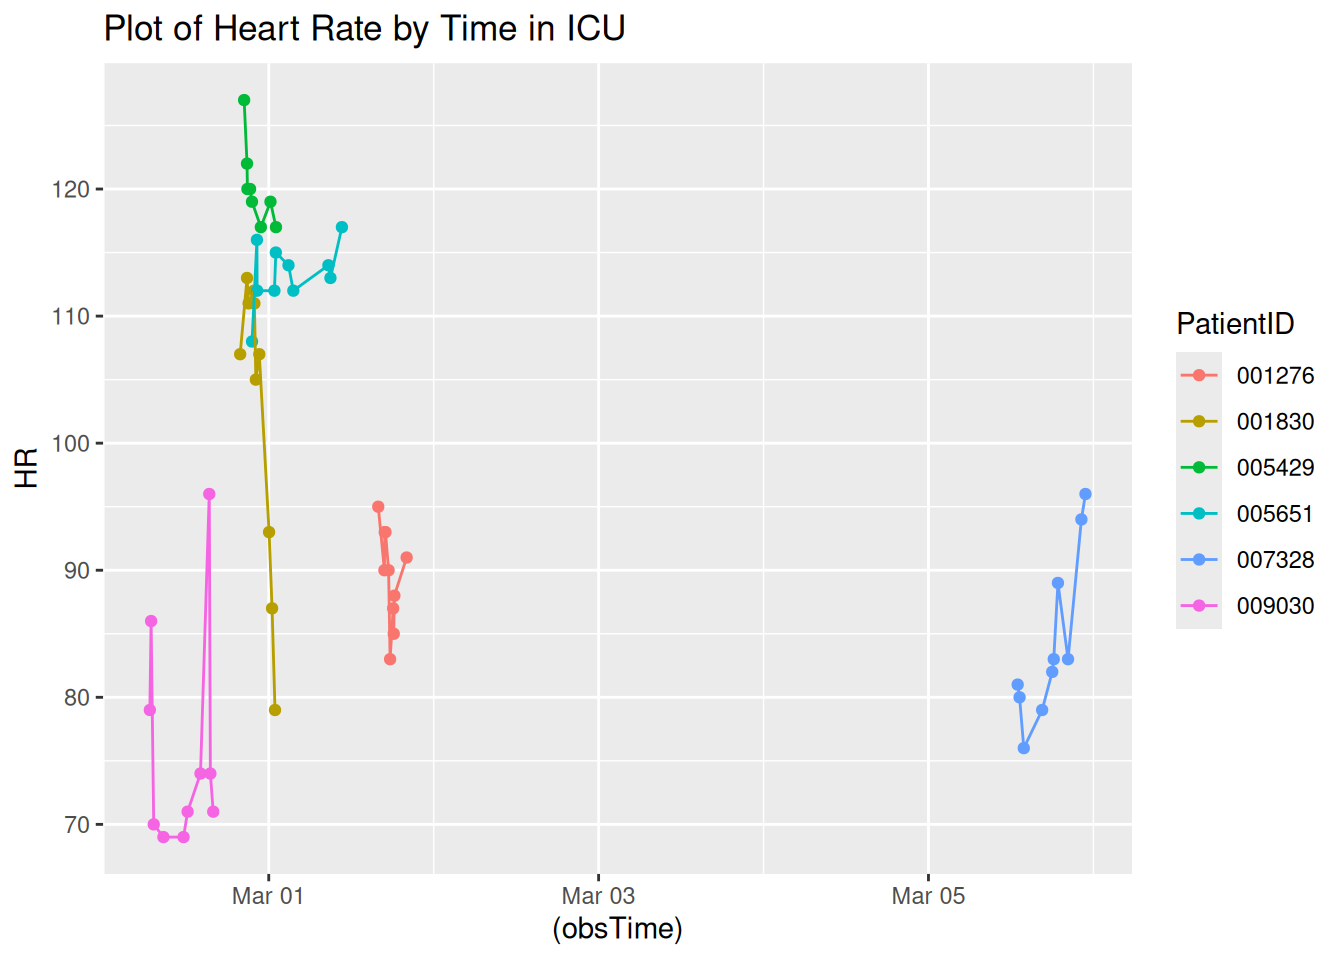 Plot of Heart Rate by Time in ICU
HR
120
110
100
90
80
70
Mar 01
Mar 03
Mar 05
(obsTime)
PatientID
001276
001830
005429
005651
007328
009030